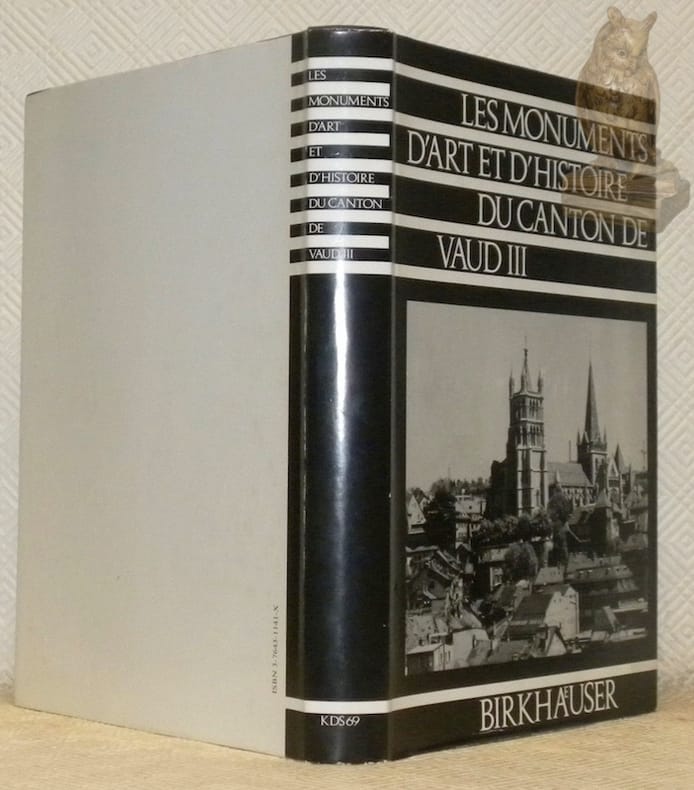 LES
MONUMENTS
D'ART
ET
D'HISTOIRE
DU CANTON
DE
VAUD III
KDS 69
LES MONUMENTS
D'ART ET D'HISTOIRE
DU CANTON DE
VAUD III
BIRKHÆUSER
ISBN 3-7643-1141-X